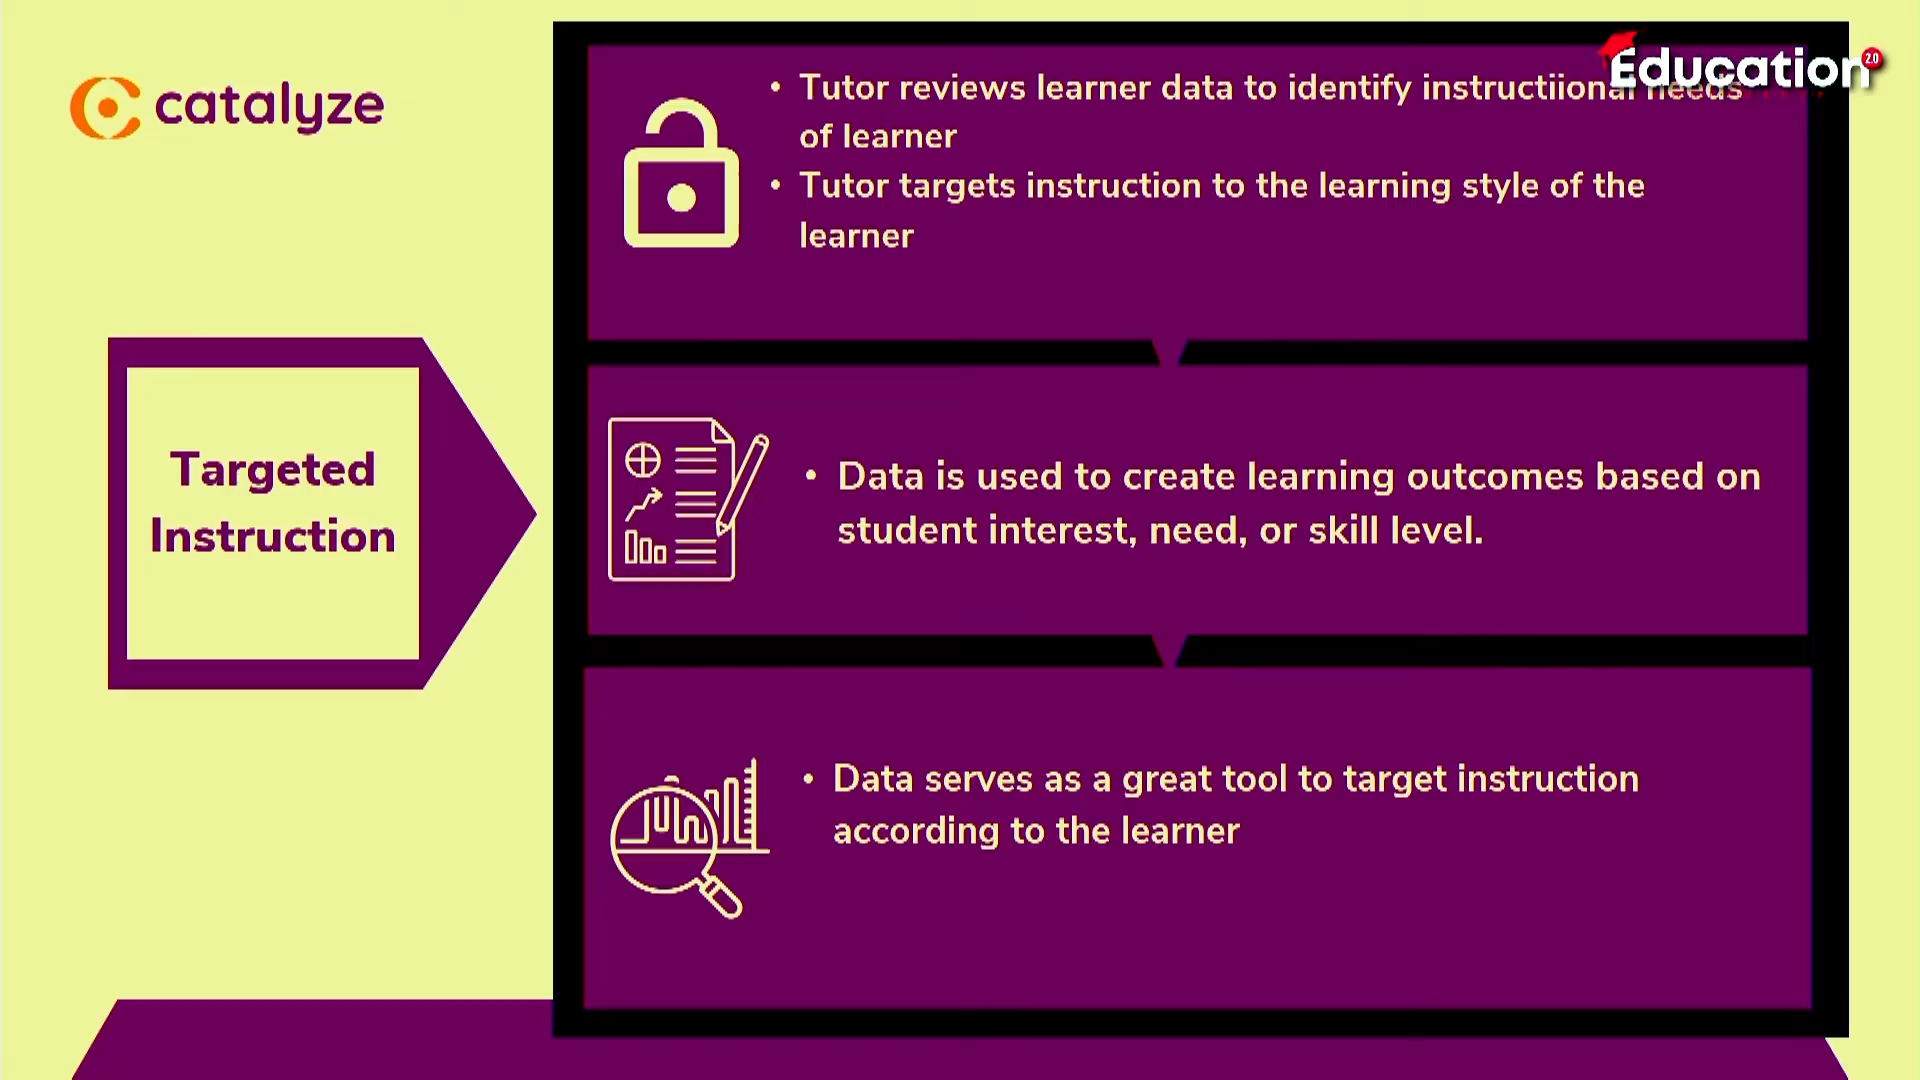 catalyze
Education 2.0
• Tutor reviews learner data to identify instructiional needs
of learner
• Tutor targets instruction to the learning style of the
learner
Targeted
Instruction
• Data is used to create learning outcomes based on
student interest, need, or skill level.
• Data serves as a great tool to target instruction
according to the learner